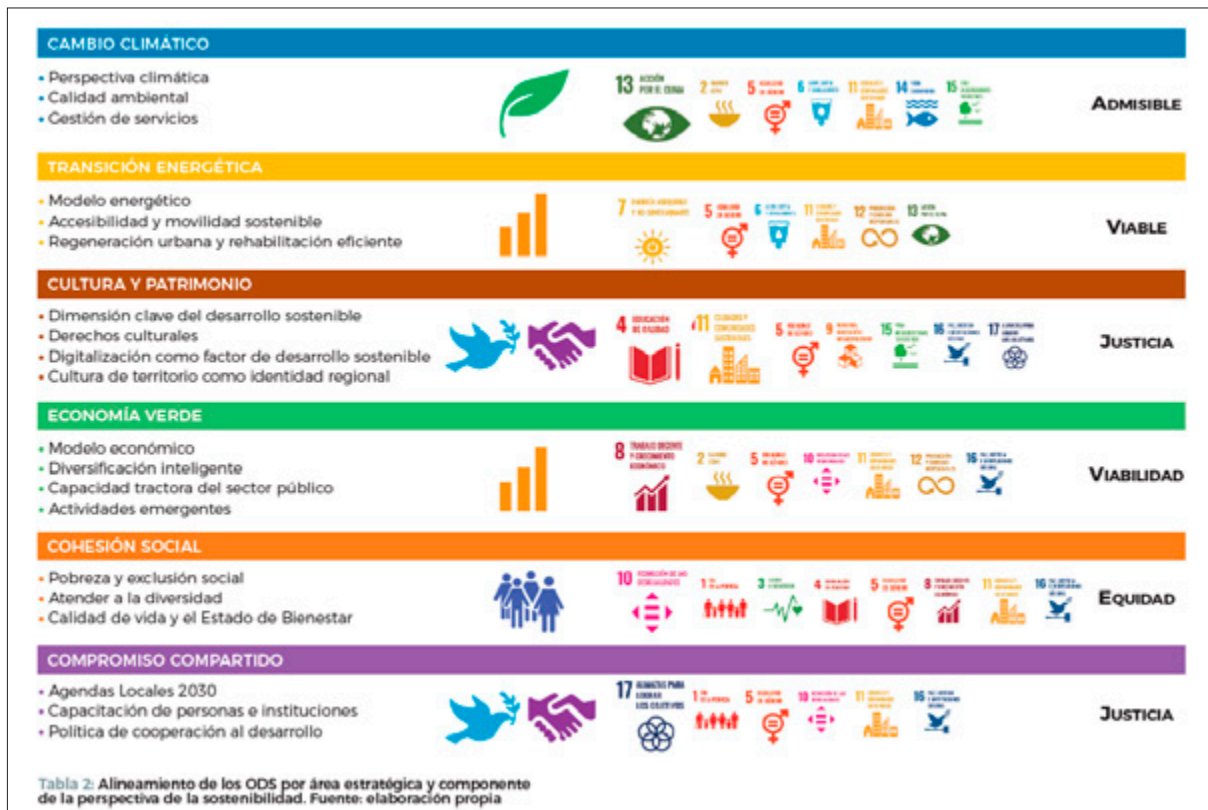 CAMBIO CLIMÁTICO
• Perspectiva climática
• Calidad ambiental
• Gestión de servicios
13 ACCIÓN
POR EL CLIMA
2
5
6
11
14
15
ADMISIBLE
TRANSICIÓN ENERGÉTICA
• Modelo energético
• Accesibilidad y movilidad sostenible
• Regeneración urbana y rehabilitación eficiente
7
5
6
11
12
13
VIABLE
CULTURA Y PATRIMONIO
• Dimensión clave del desarrollo sostenible
• Derechos culturales
• Digitalización como factor de desarrollo sostenible
• Cultura de territorio como identidad regional
4 EDUCACIÓN
DE CALIDAD
11 CIUDADES Y
COMUNIDADES
SOSTENIBLES
5
9
15
16
17
JUSTICIA
ECONOMÍA VERDE
• Modelo económico
• Diversificación inteligente
• Capacidad tractora del sector público
• Actividades emergentes
8 TRABAJO DECENTE
Y CRECIMIENTO
ECONÓMICO
2
5
10
11
12
16
VIABILIDAD
COHESIÓN SOCIAL
• Pobreza y exclusión social
• Atender a la diversidad
• Calidad de vida y el Estado de Bienestar
10
1
3
4
5
8
11
16
EQUIDAD
COMPROMISO COMPARTIDO
• Agendas Locales 2030
• Capacitación de personas e instituciones
• Política de cooperación al desarrollo
17 ALIANZAS PARA
LOGRAR
LOS OBJETIVOS
1
5
10
11
16
JUSTICIA
Tabla 2: Alineamiento de los ODS por área estratégica y componente
de la perspectiva de la sostenibilidad. Fuente: elaboración propia